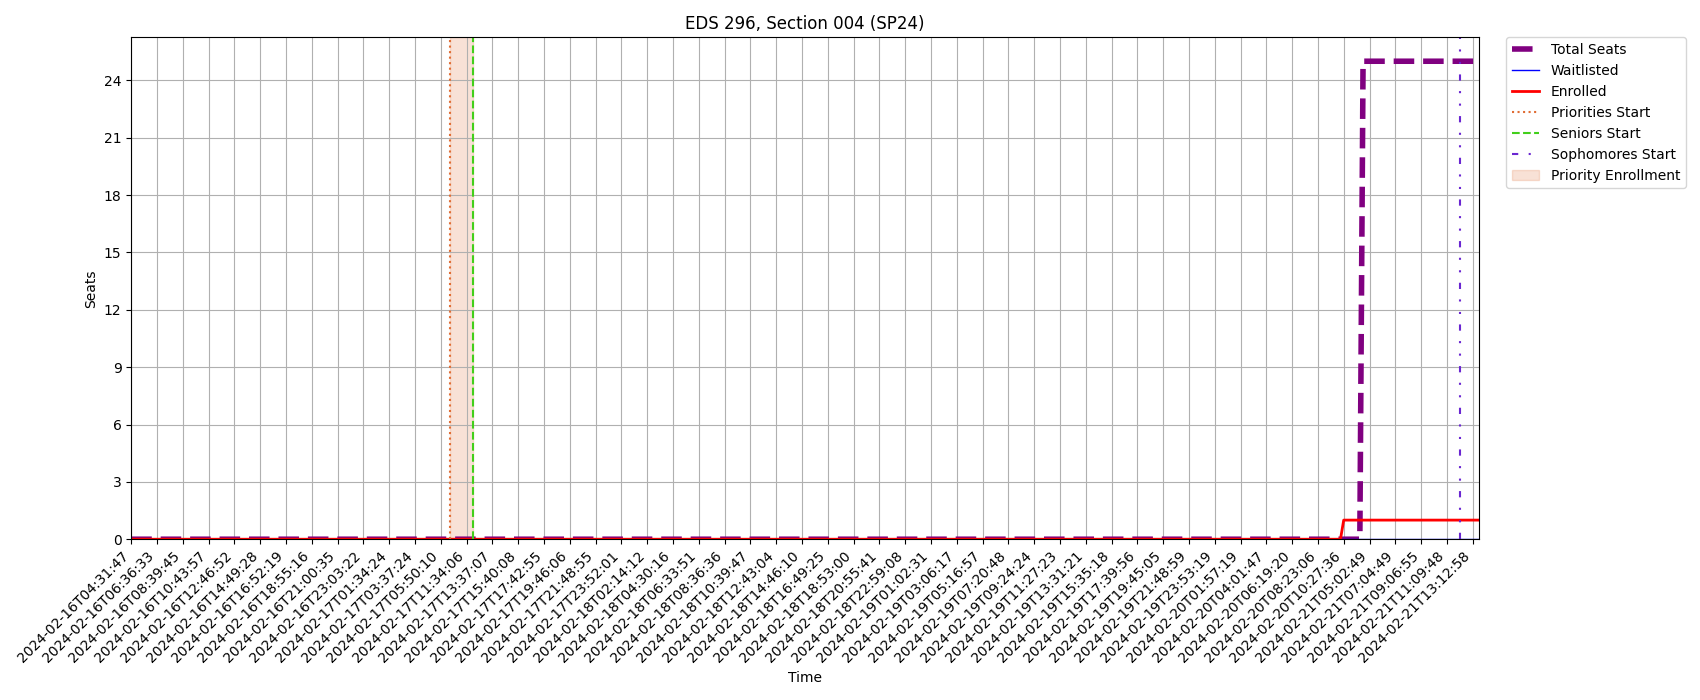 EDS 296, Section 004 (SP24)
Total Seats
Waitlisted
Enrolled
Priorities Start
Seniors Start
Sophomores Start
Priority Enrollment
Seats
24
21
18
15
12
9
6
3
0
2024-02-16T04:31:47
2024-02-16T06:36:33
2024-02-16T08:39:45
2024-02-16T10:43:57
2024-02-16T12:46:52
2024-02-16T14:49:28
2024-02-16T16:52:19
2024-02-16T18:55:16
2024-02-16T21:00:35
2024-02-16T23:03:22
2024-02-17T01:34:24
2024-02-17T03:37:24
2024-02-17T05:50:10
2024-02-17T11:34:06
2024-02-17T13:37:07
2024-02-17T15:40:08
2024-02-17T17:42:55
2024-02-17T19:46:06
2024-02-17T21:48:55
2024-02-17T23:52:01
2024-02-18T02:14:12
2024-02-18T04:30:16
2024-02-18T06:33:51
2024-02-18T08:36:36
2024-02-18T10:39:47
2024-02-18T12:43:04
2024-02-18T14:46:10
2024-02-18T16:49:25
2024-02-18T18:53:00
2024-02-18T20:55:41
2024-02-18T22:59:08
2024-02-19T01:02:31
2024-02-19T03:06:17
2024-02-19T05:16:57
2024-02-19T07:20:48
2024-02-19T09:24:24
2024-02-19T11:27:23
2024-02-19T13:31:21
2024-02-19T15:35:18
2024-02-19T17:39:56
2024-02-19T19:45:05
2024-02-19T21:48:59
2024-02-19T23:53:19
2024-02-20T01:57:19
2024-02-20T04:01:47
2024-02-20T06:19:20
2024-02-20T08:23:06
2024-02-20T10:27:36
2024-02-21T05:02:49
2024-02-21T07:04:49
2024-02-21T09:06:55
2024-02-21T11:09:48
2024-02-21T13:12:58
Time